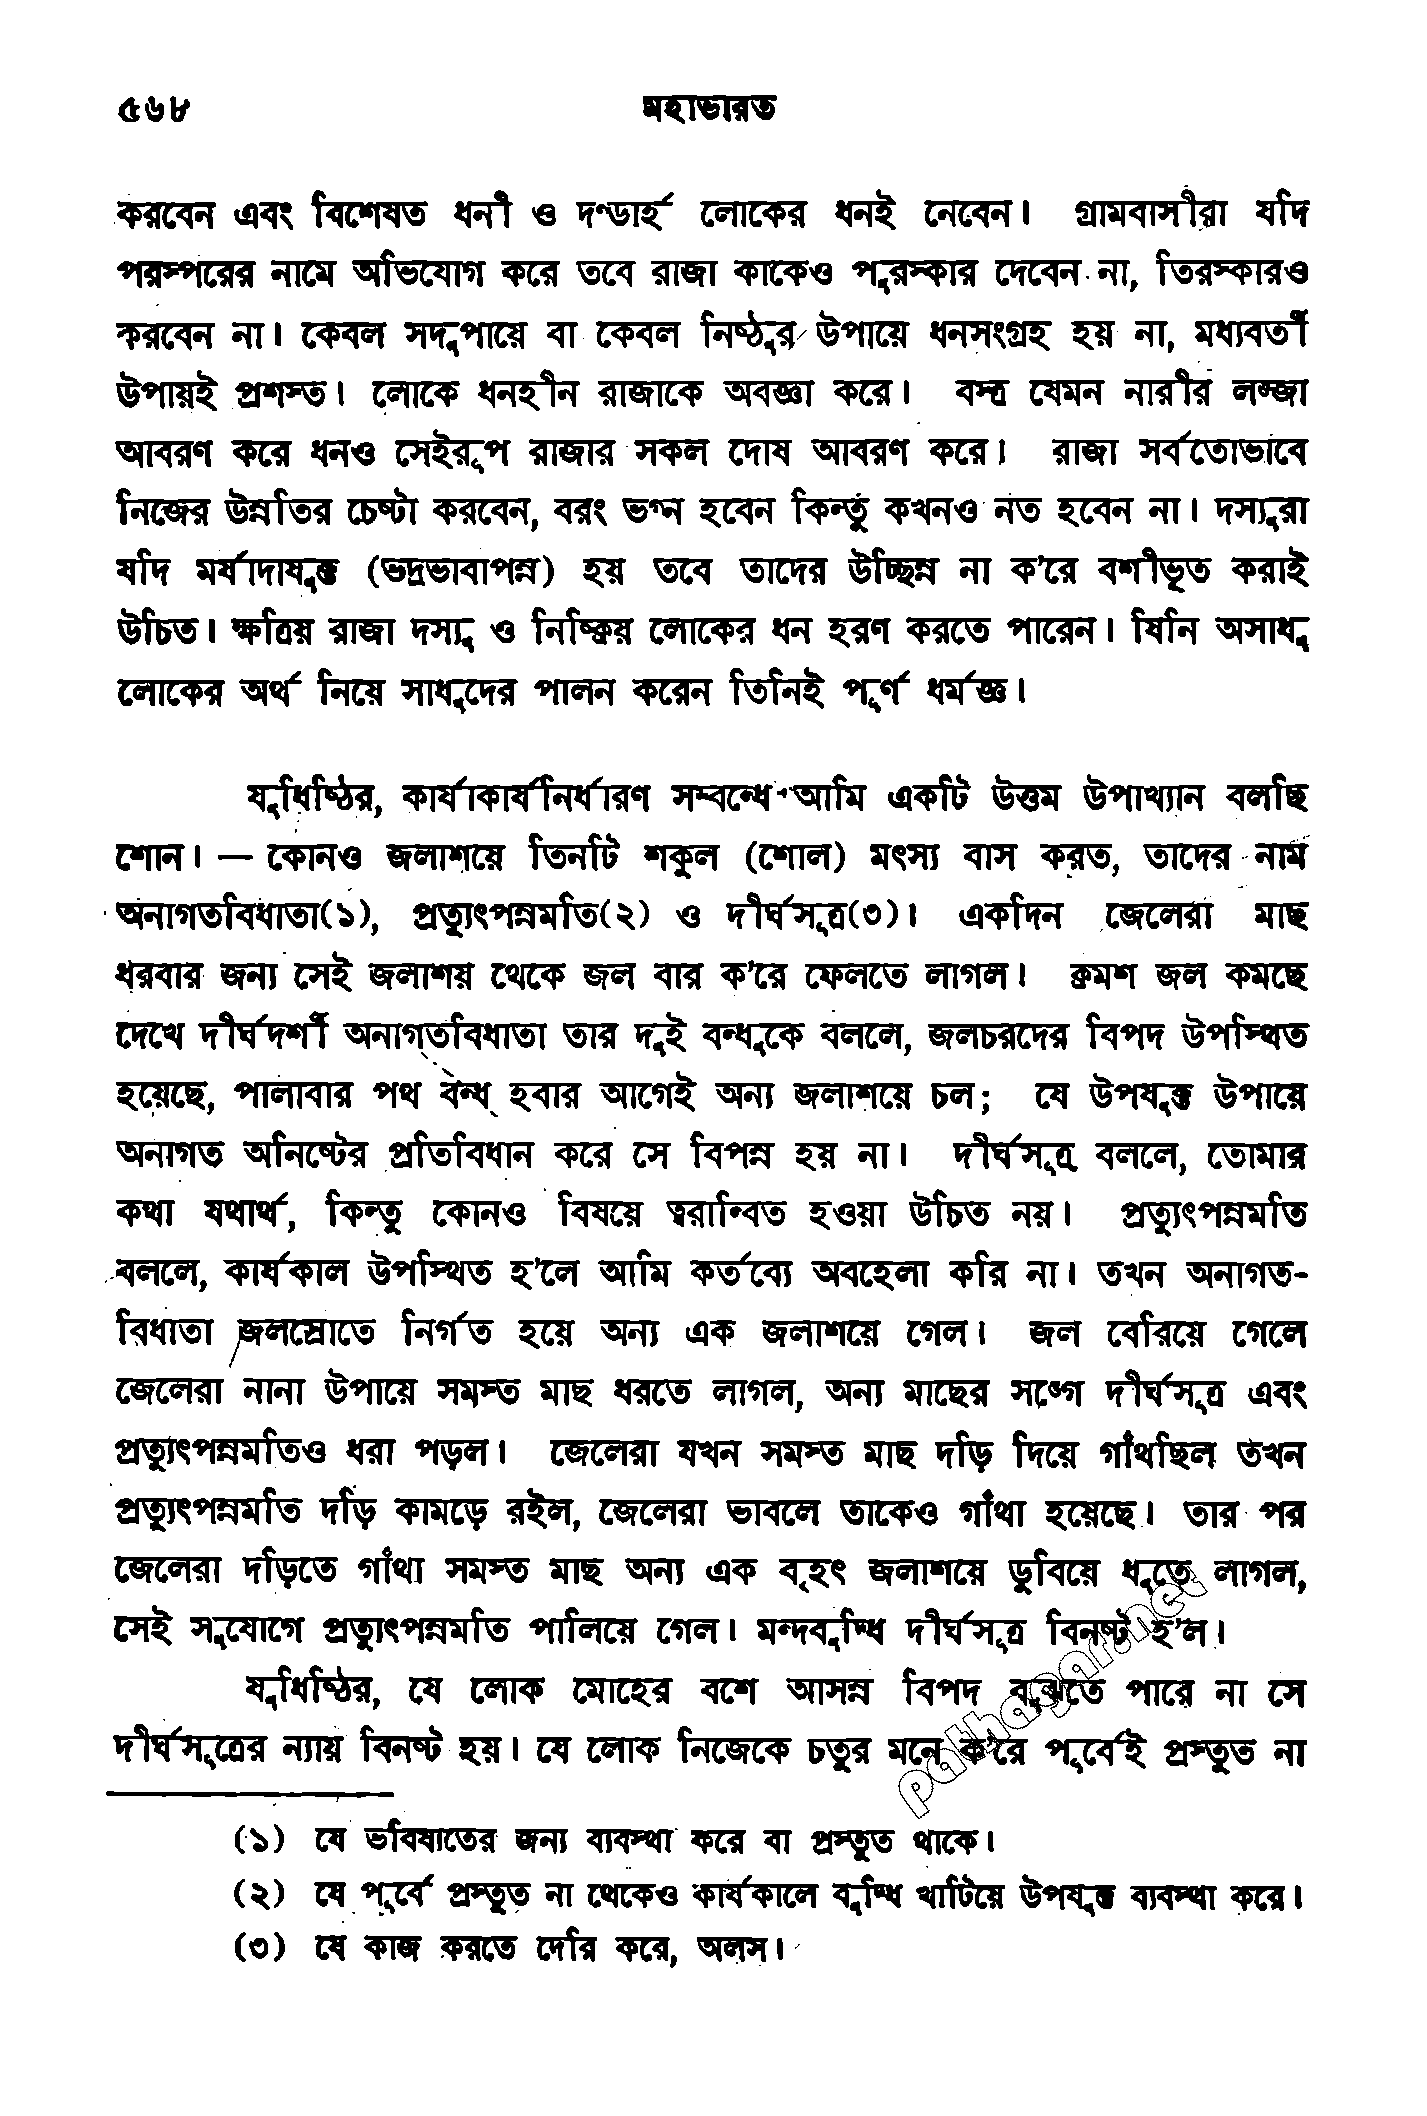 ৫৬৮ মহাভারত
করবেন এবং বিশেষত ধনী ও দণ্ডার্হ লোকের ধনই নেবেন। গ্রামবাসীরা যদি
পরস্পরের নামে অভিযোগ করে তবে রাজা কাকেও পুরস্কার দেবেন না, তিরস্কারও
করবেন না। কেবল সদুপায়ে বা কেবল নিষ্ঠুর উপায়ে ধনসংগ্রহ হয় না, মধ্যবর্তী
উপায়ই প্রশস্ত। লোকে ধনহীন রাজাকে অবজ্ঞা করে। বস্ত্র যেমন নারীর লজ্জা
আবরণ করে ধনও সেইরূপ রাজার সকল দোষ আবরণ করে। রাজা সর্বতোভাবে
নিজের উন্নতির চেষ্টা করবেন, বরং ভগ্ন হবেন কিন্তু কখনও নত হবেন না। দস্যুরা
যদি মর্যাদাযুক্ত (ভদ্রভাবাপন্ন) হয় তবে তাদের উচ্ছিন্ন না ক'রে বশীভূত করাই
উচিত। ক্ষত্রিয় রাজা দস্যু ও নিষ্ক্রিয় লোকের ধন হরণ করতে পারেন। যিনি অসাধু
লোকের অর্থ নিয়ে সাধুদের পালন করেন তিনিই পূর্ণ ধর্মজ্ঞ।
যুধিষ্ঠির, কার্যাকার্যনির্ধারণ সম্বন্ধে আমি একটি উত্তম উপাখ্যান বলছি
শোন। — কোনও জলাশয়ে তিনটি শকুল (শোল) মৎস্য বাস করত, তাদের নাম
অনাগতবিধাতা(১), প্রত্যুৎপন্নমতি(২) ও দীর্ঘসূত্র(৩)। একদিন জেলেরা মাছ
ধরবার জন্য সেই জলাশয় থেকে জল বার ক'রে ফেলতে লাগল। ক্রমশ জল কমছে
দেখে দীর্ঘদর্শী অনাগতবিধাতা তার দুই বন্ধুকে বললে, জলচরদের বিপদ উপস্থিত
হয়েছে, পালাবার পথ বন্ধ হবার আগেই অন্য জলাশয়ে চল; যে উপযুক্ত উপায়ে
অনাগত অনিষ্টের প্রতিবিধান করে সে বিপন্ন হয় না। দীর্ঘসূত্র বললে, তোমার
কথা যথার্থ, কিন্তু কোনও বিষয়ে ত্বরান্বিত হওয়া উচিত নয়। প্রত্যুৎপন্নমতি
বললে, কার্যকাল উপস্থিত হ'লে আমি কর্তব্যে অবহেলা করি না। তখন অনাগত-
বিধাতা জলস্রোতে নির্গত হয়ে অন্য এক জলাশয়ে গেল। জল বেরিয়ে গেলে
জেলেরা নানা উপায়ে সমস্ত মাছ ধরতে লাগল, অন্য মাছের সঙ্গে দীর্ঘসূত্র এবং
প্রত্যুৎপন্নমতিও ধরা পড়ল। জেলেরা যখন সমস্ত মাছ দড়ি দিয়ে গাঁথছিল তখন
প্রত্যুৎপন্নমতি দড়ি কামড়ে রইল, জেলেরা ভাবলে তাকেও গাঁথা হয়েছে। তার পর
জেলেরা দড়িতে গাঁথা সমস্ত মাছ অন্য এক বৃহৎ জলাশয়ে ডুবিয়ে ধুতে লাগল,
সেই সুযোগে প্রত্যুৎপন্নমতি পালিয়ে গেল। মন্দবুদ্ধি দীর্ঘসূত্র বিনষ্ট হ'ল।
যুধিষ্ঠির, যে লোক মোহের বশে আসন্ন বিপদ বুঝতে পারে না সে
দীর্ঘসূত্রের ন্যায় বিনষ্ট হয়। যে লোক নিজেকে চতুর মনে ক'রে পূর্বেই প্রস্তুত না
(১) যে ভবিষ্যতের জন্য ব্যবস্থা করে বা প্রস্তুত থাকে।
(২) যে পূর্বে প্রস্তুত না থেকেও কার্যকালে বুদ্ধি খাটিয়ে উপযুক্ত ব্যবস্থা করে।
(৩) যে কাজ করতে দেরি করে, অলস।
pathagar.net